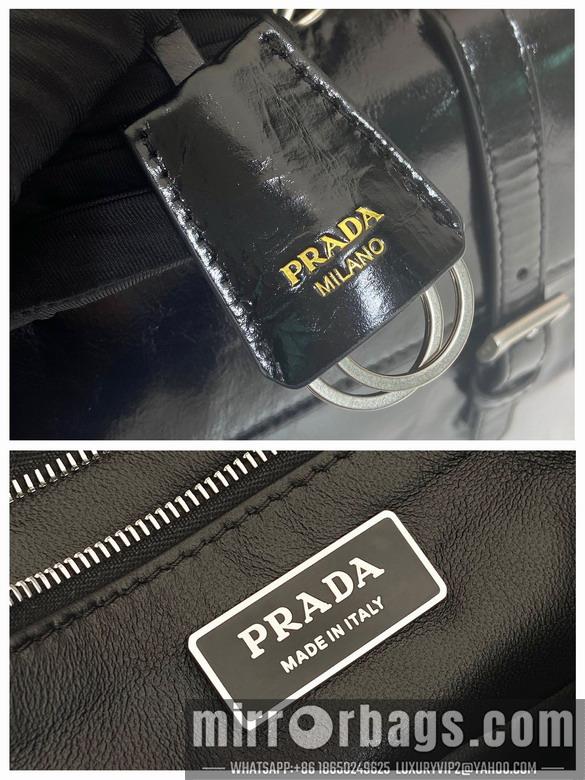 PRADA
MILANO
PRADA
MADE IN ITALY
mirrorbags.com
WHATSAPP:+86 18650249625 LUXURYVIP2@YAHOO.COM